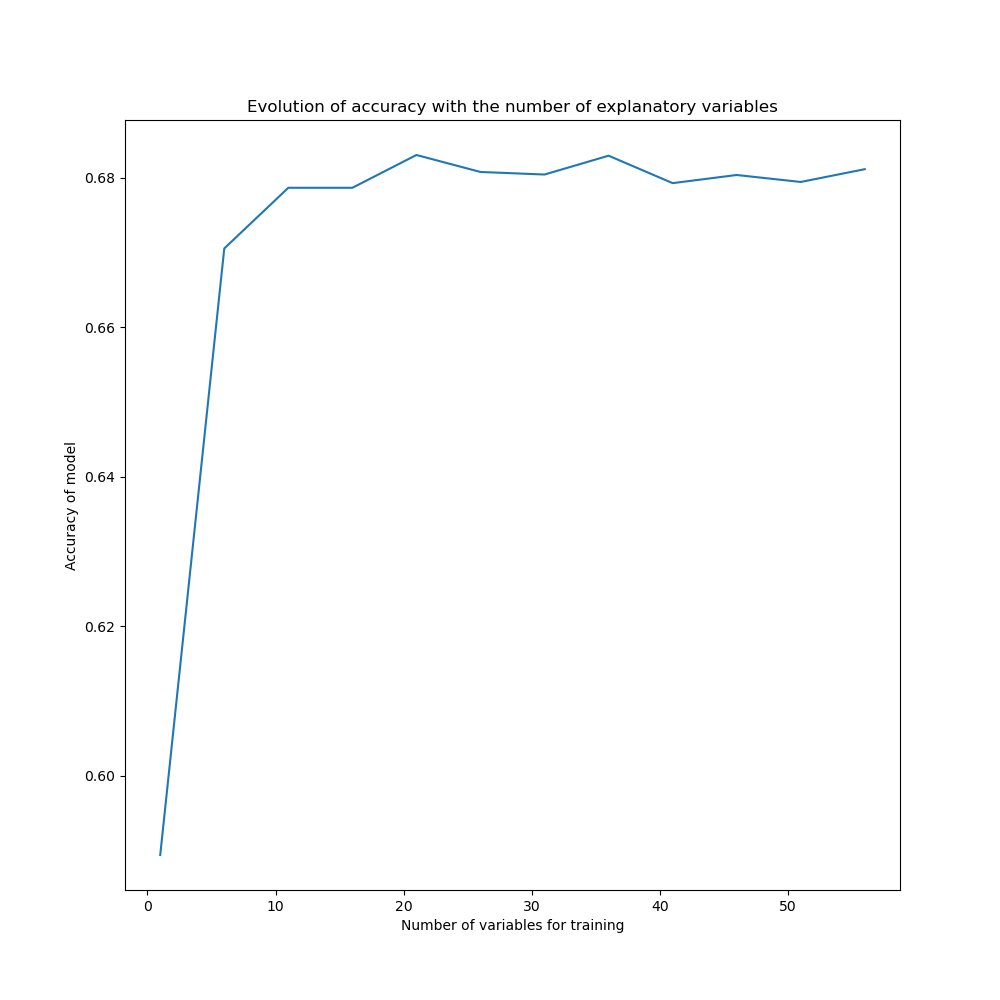 Evolution of accuracy with the number of explanatory variables
0.68
0.66
0.64
0.62
0.60
Accuracy of model
0 10 20 30 40 50
Number of variables for training